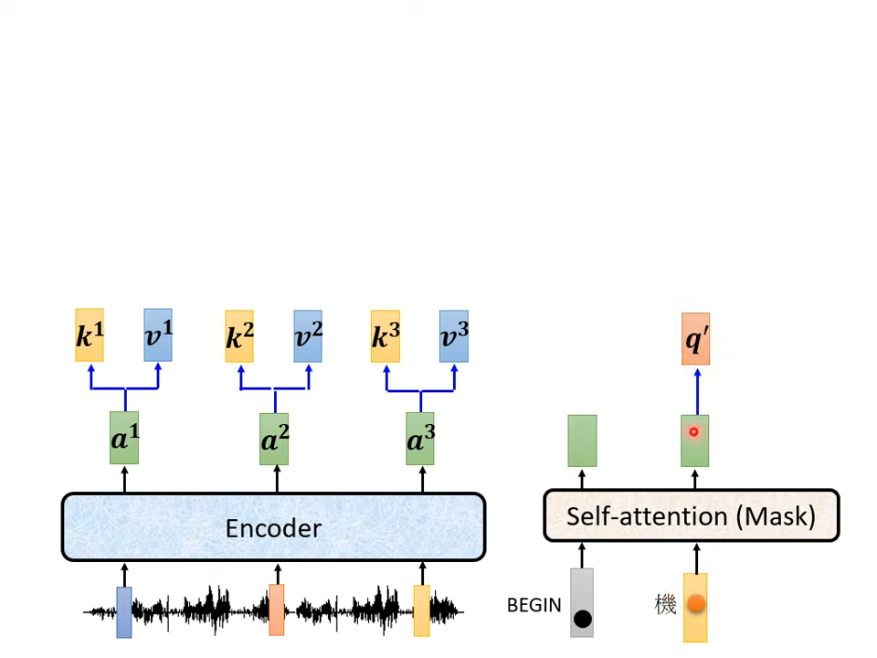 k¹ v¹ k² v² k³ v³ q′
a¹ a² a³
Encoder
Self-attention (Mask)
BEGIN 機